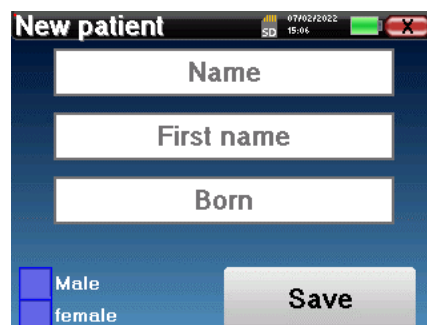 New patient
SD
07/02/2022
15:06
X
Name
First name
Born
Male
female
Save